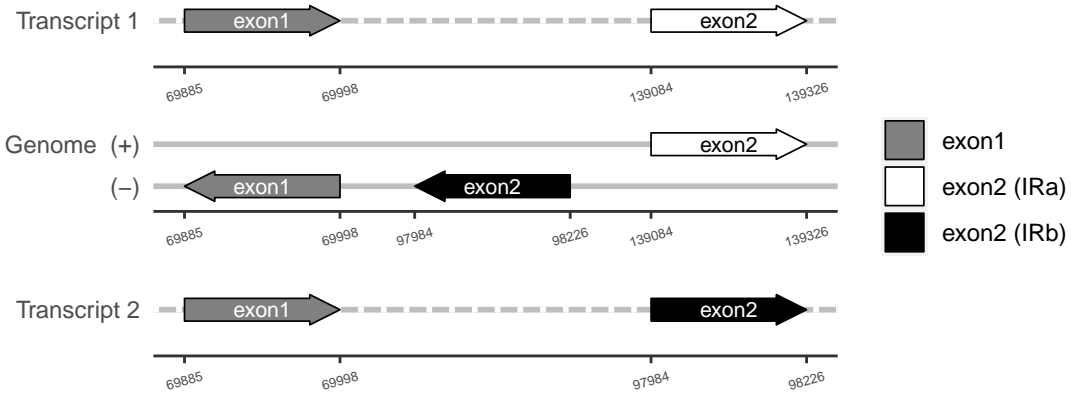 Transcript 1 exon1 exon2
69885 69998 139084 139326
Genome (+) exon2
(−) exon1 exon2
69885 69998 97984 98226 139084 139326
exon1
exon2 (IRa)
exon2 (IRb)
Transcript 2 exon1 exon2
69885 69998 97984 98226